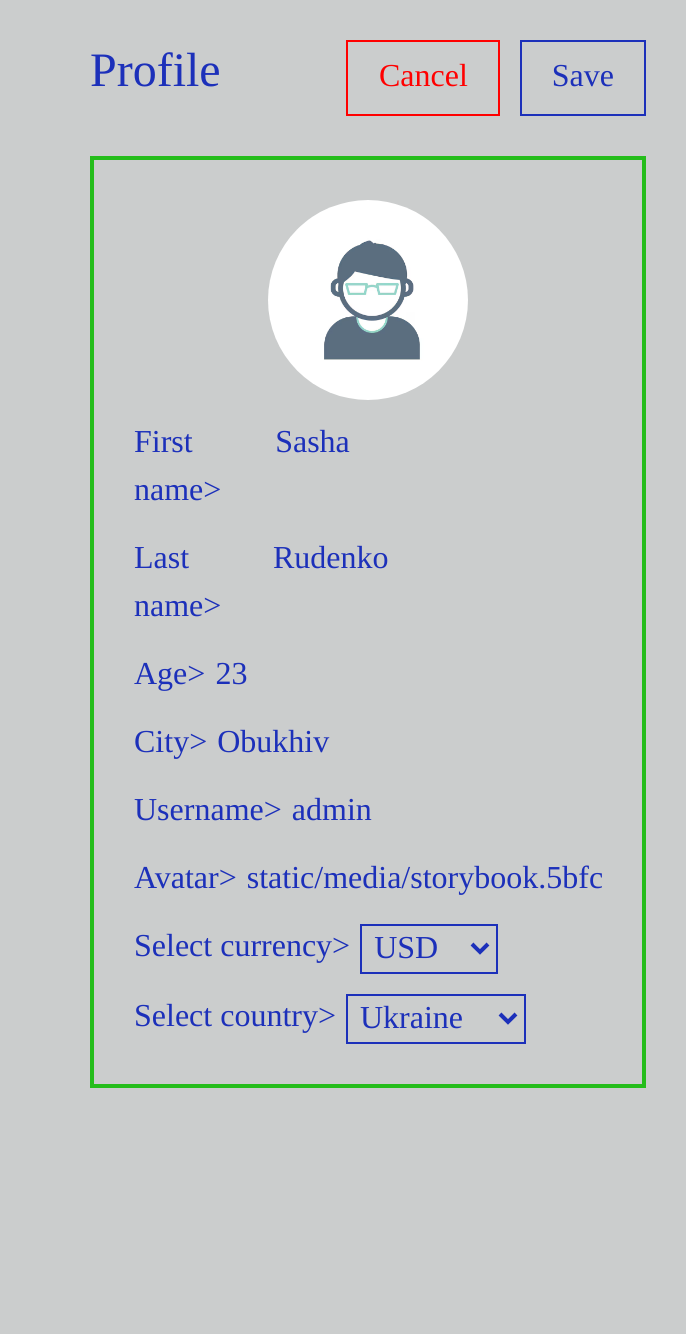 Profile
Cancel
Save
First Sasha
name>
Last Rudenko
name>
Age> 23
City> Obukhiv
Username> admin
Avatar> static/media/storybook.5bfc
Select currency> USD
Select country> Ukraine